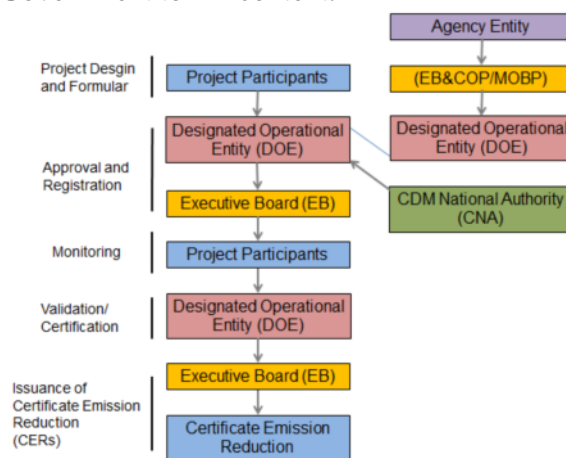 Agency Entity
Project Desgin
and Formular
Project Participants
(EB&COP/MOBP)
Designated Operational
Entity (DOE)
Designated Operational
Entity (DOE)
Approval and
Registration
Executive Board (EB)
CDM National Authority
(CNA)
Monitoring
Project Participants
Validation/
Certification
Designated Operational
Entity (DOE)
Executive Board (EB)
Issuance of
Certificate Emission
Reduction
(CERs)
Certificate Emission
Reduction